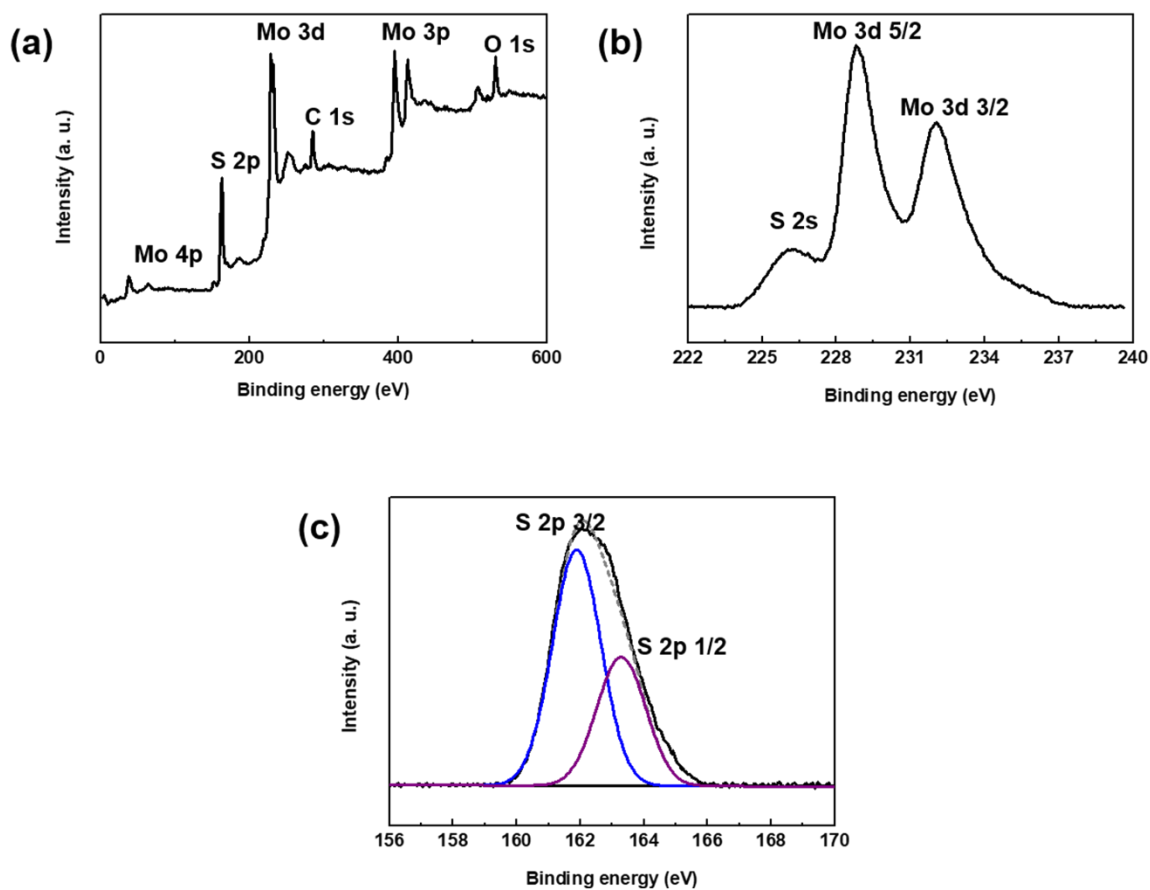 (a)
Mo 3d
Mo 3p
O 1s
C 1s
S 2p
Mo 4p
Intensity (a. u.)
0
200
400
600
Binding energy (eV)
(b)
Mo 3d 5/2
Mo 3d 3/2
S 2s
Intensity (a. u.)
222
225
228
231
234
237
240
Binding energy (eV)
(c)
S 2p 3/2
S 2p 1/2
Intensity (a. u.)
156
158
160
162
164
166
168
170
Binding energy (eV)